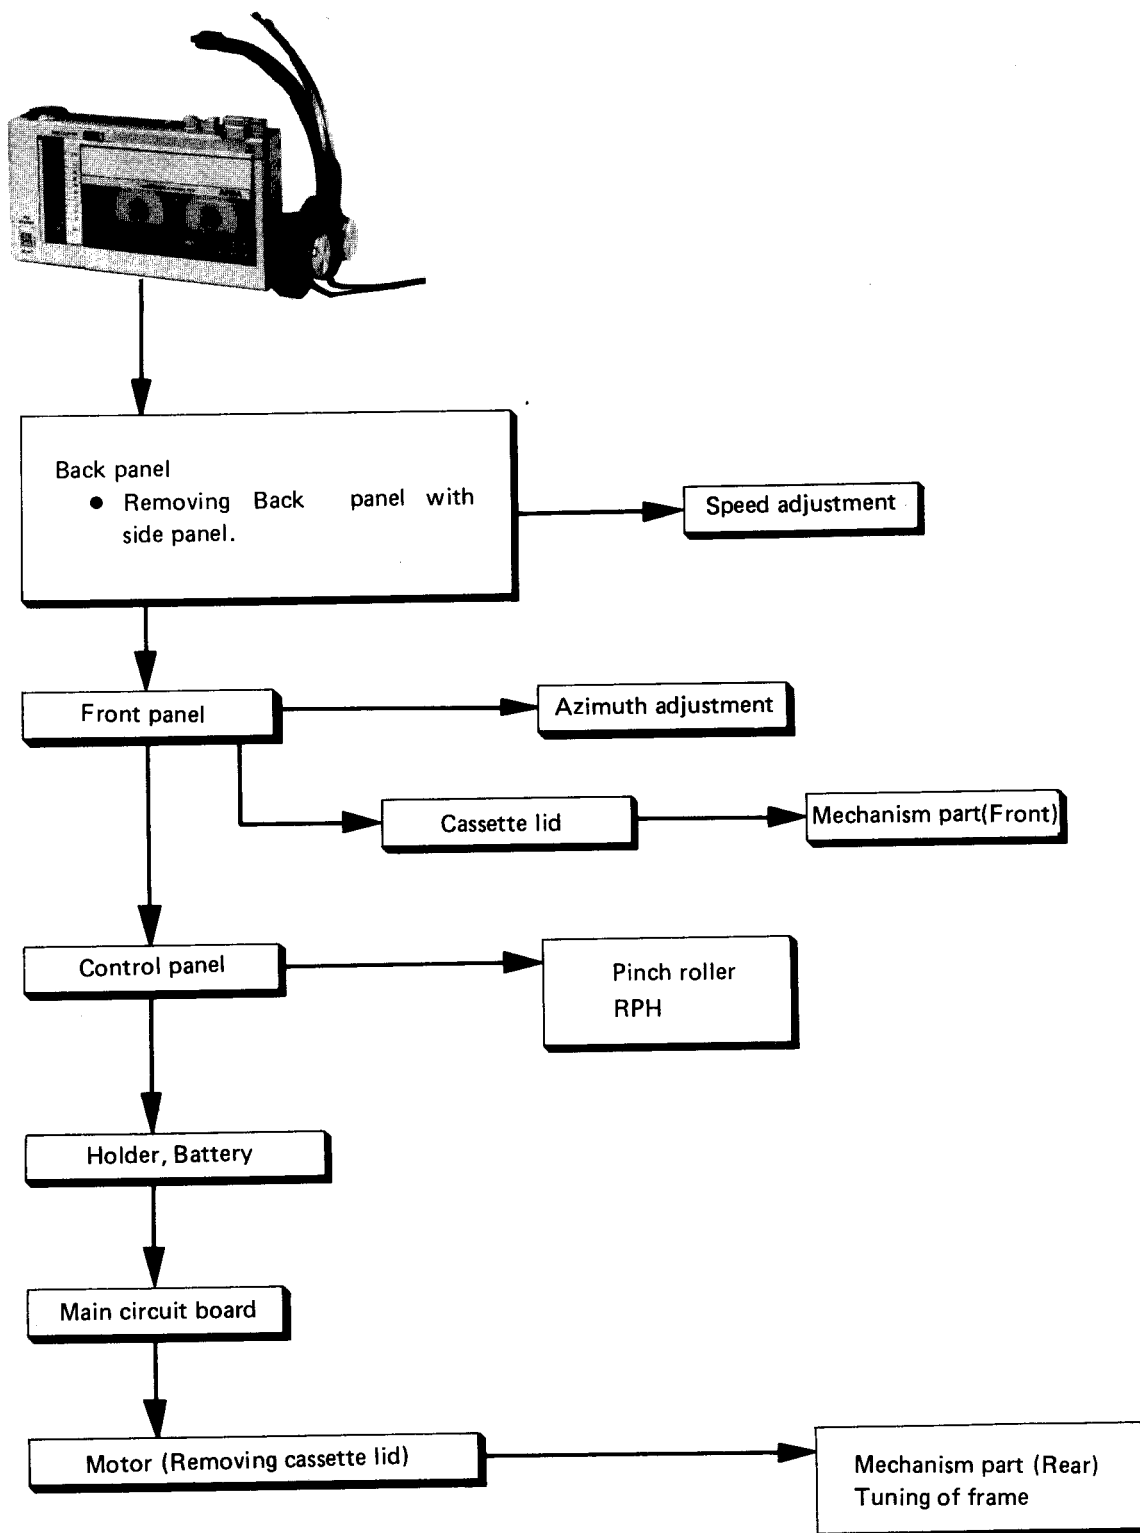 Back panel
● Removing Back panel with
side panel.
Speed adjustment
Front panel
Azimuth adjustment
Cassette lid
Mechanism part(Front)
Control panel
Pinch roller
RPH
Holder, Battery
Main circuit board
Motor (Removing cassette lid)
Mechanism part (Rear)
Tuning of frame